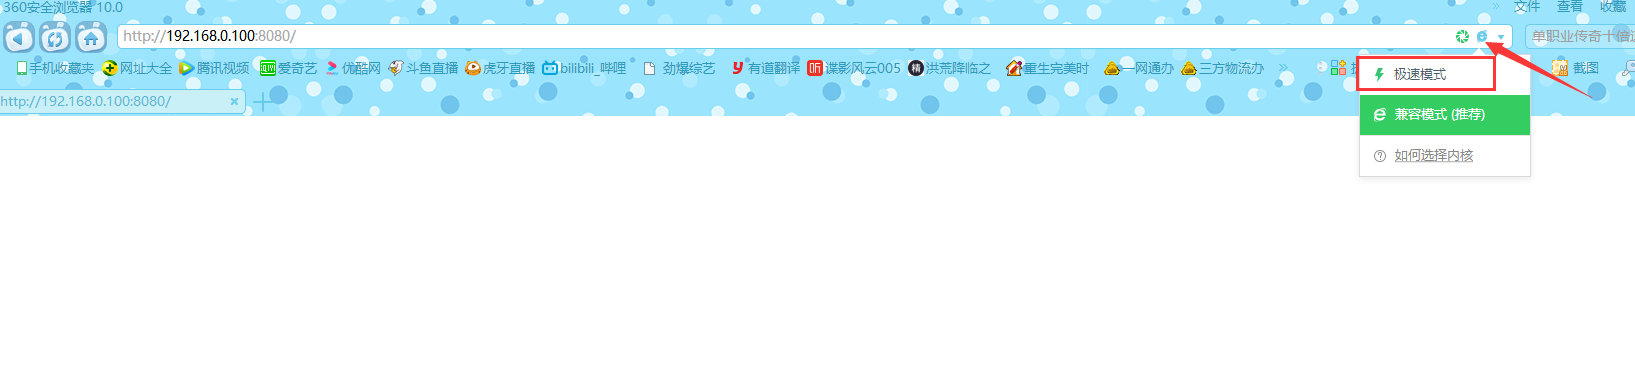 360安全浏览器 10.0
» 文件 查看 收藏
http://192.168.0.100:8080/
单职业传奇十倍
手机收藏夹 网址大全 腾讯视频 爱奇艺 优酷网 斗鱼直播 虎牙直播 bilibili_哔哩 劲爆综艺 有道翻译 谍影风云005 洪荒降临之 重生完美时 一网通办 三方物流办 » 截图
http://192.168.0.100:8080/ ×
极速模式
兼容模式 (推荐)
如何选择内核